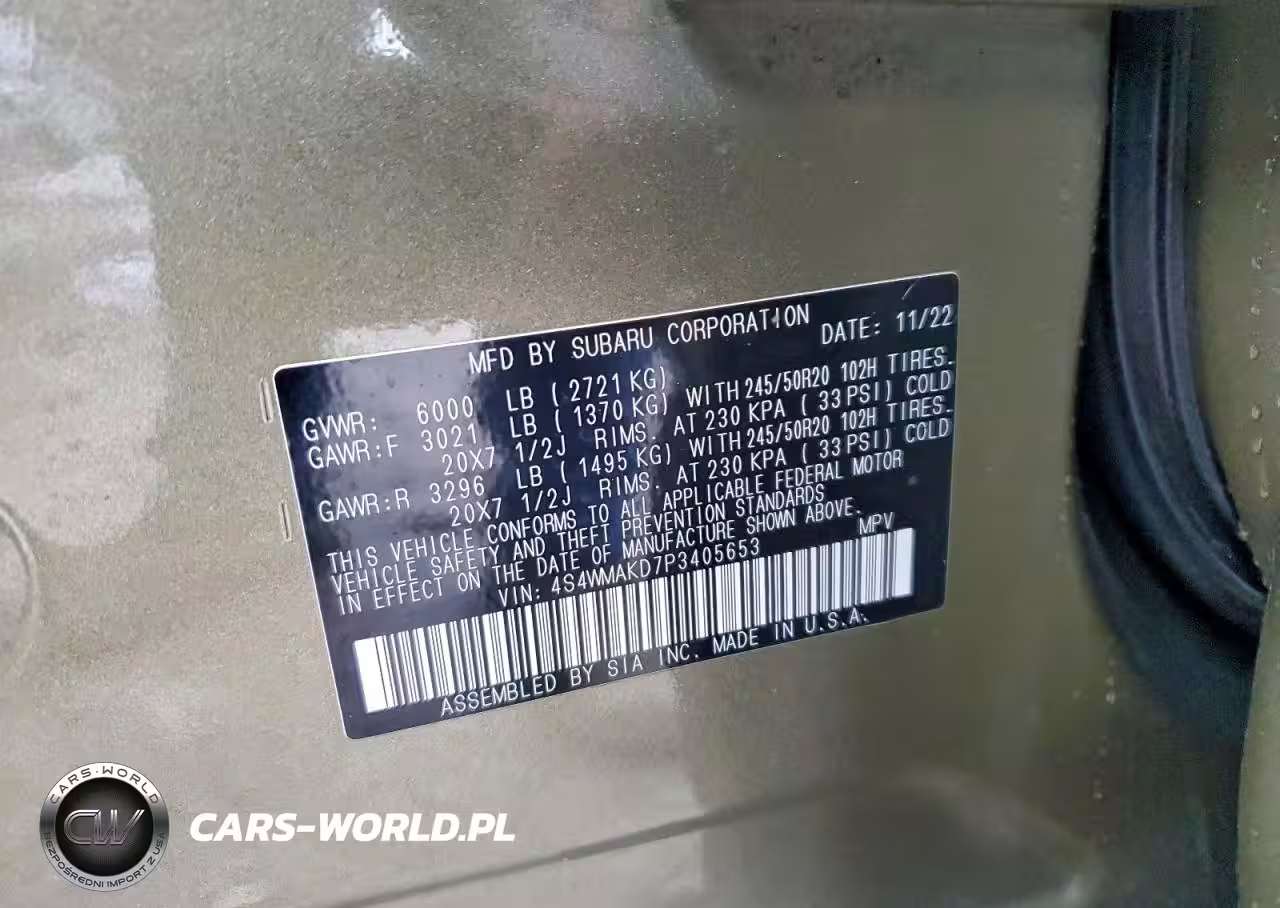 MFD BY SUBARU CORPORATION DATE: 11/22
GVWR: 6000 LB ( 2721 KG)
GAWR:F 3021 LB ( 1370 KG) WITH 245/50R20 102H TIRES.
20X7 1/2J RIMS. AT 230 KPA ( 33 PSI) COLD
GAWR:R 3296 LB ( 1495 KG) WITH 245/50R20 102H TIRES.
20X7 1/2J RIMS. AT 230 KPA ( 33 PSI) COLD
THIS VEHICLE CONFORMS TO ALL APPLICABLE FEDERAL MOTOR
VEHICLE SAFETY AND THEFT PREVENTION STANDARDS
IN EFFECT ON THE DATE OF MANUFACTURE SHOWN ABOVE.
VIN: 4S4WMAKD7P3405653 MPV
ASSEMBLED BY SIA INC. MADE IN U.S.A.
CARS-WORLD
CW
BEZPOŚREDNI IMPORT Z USA
CARS-WORLD.PL